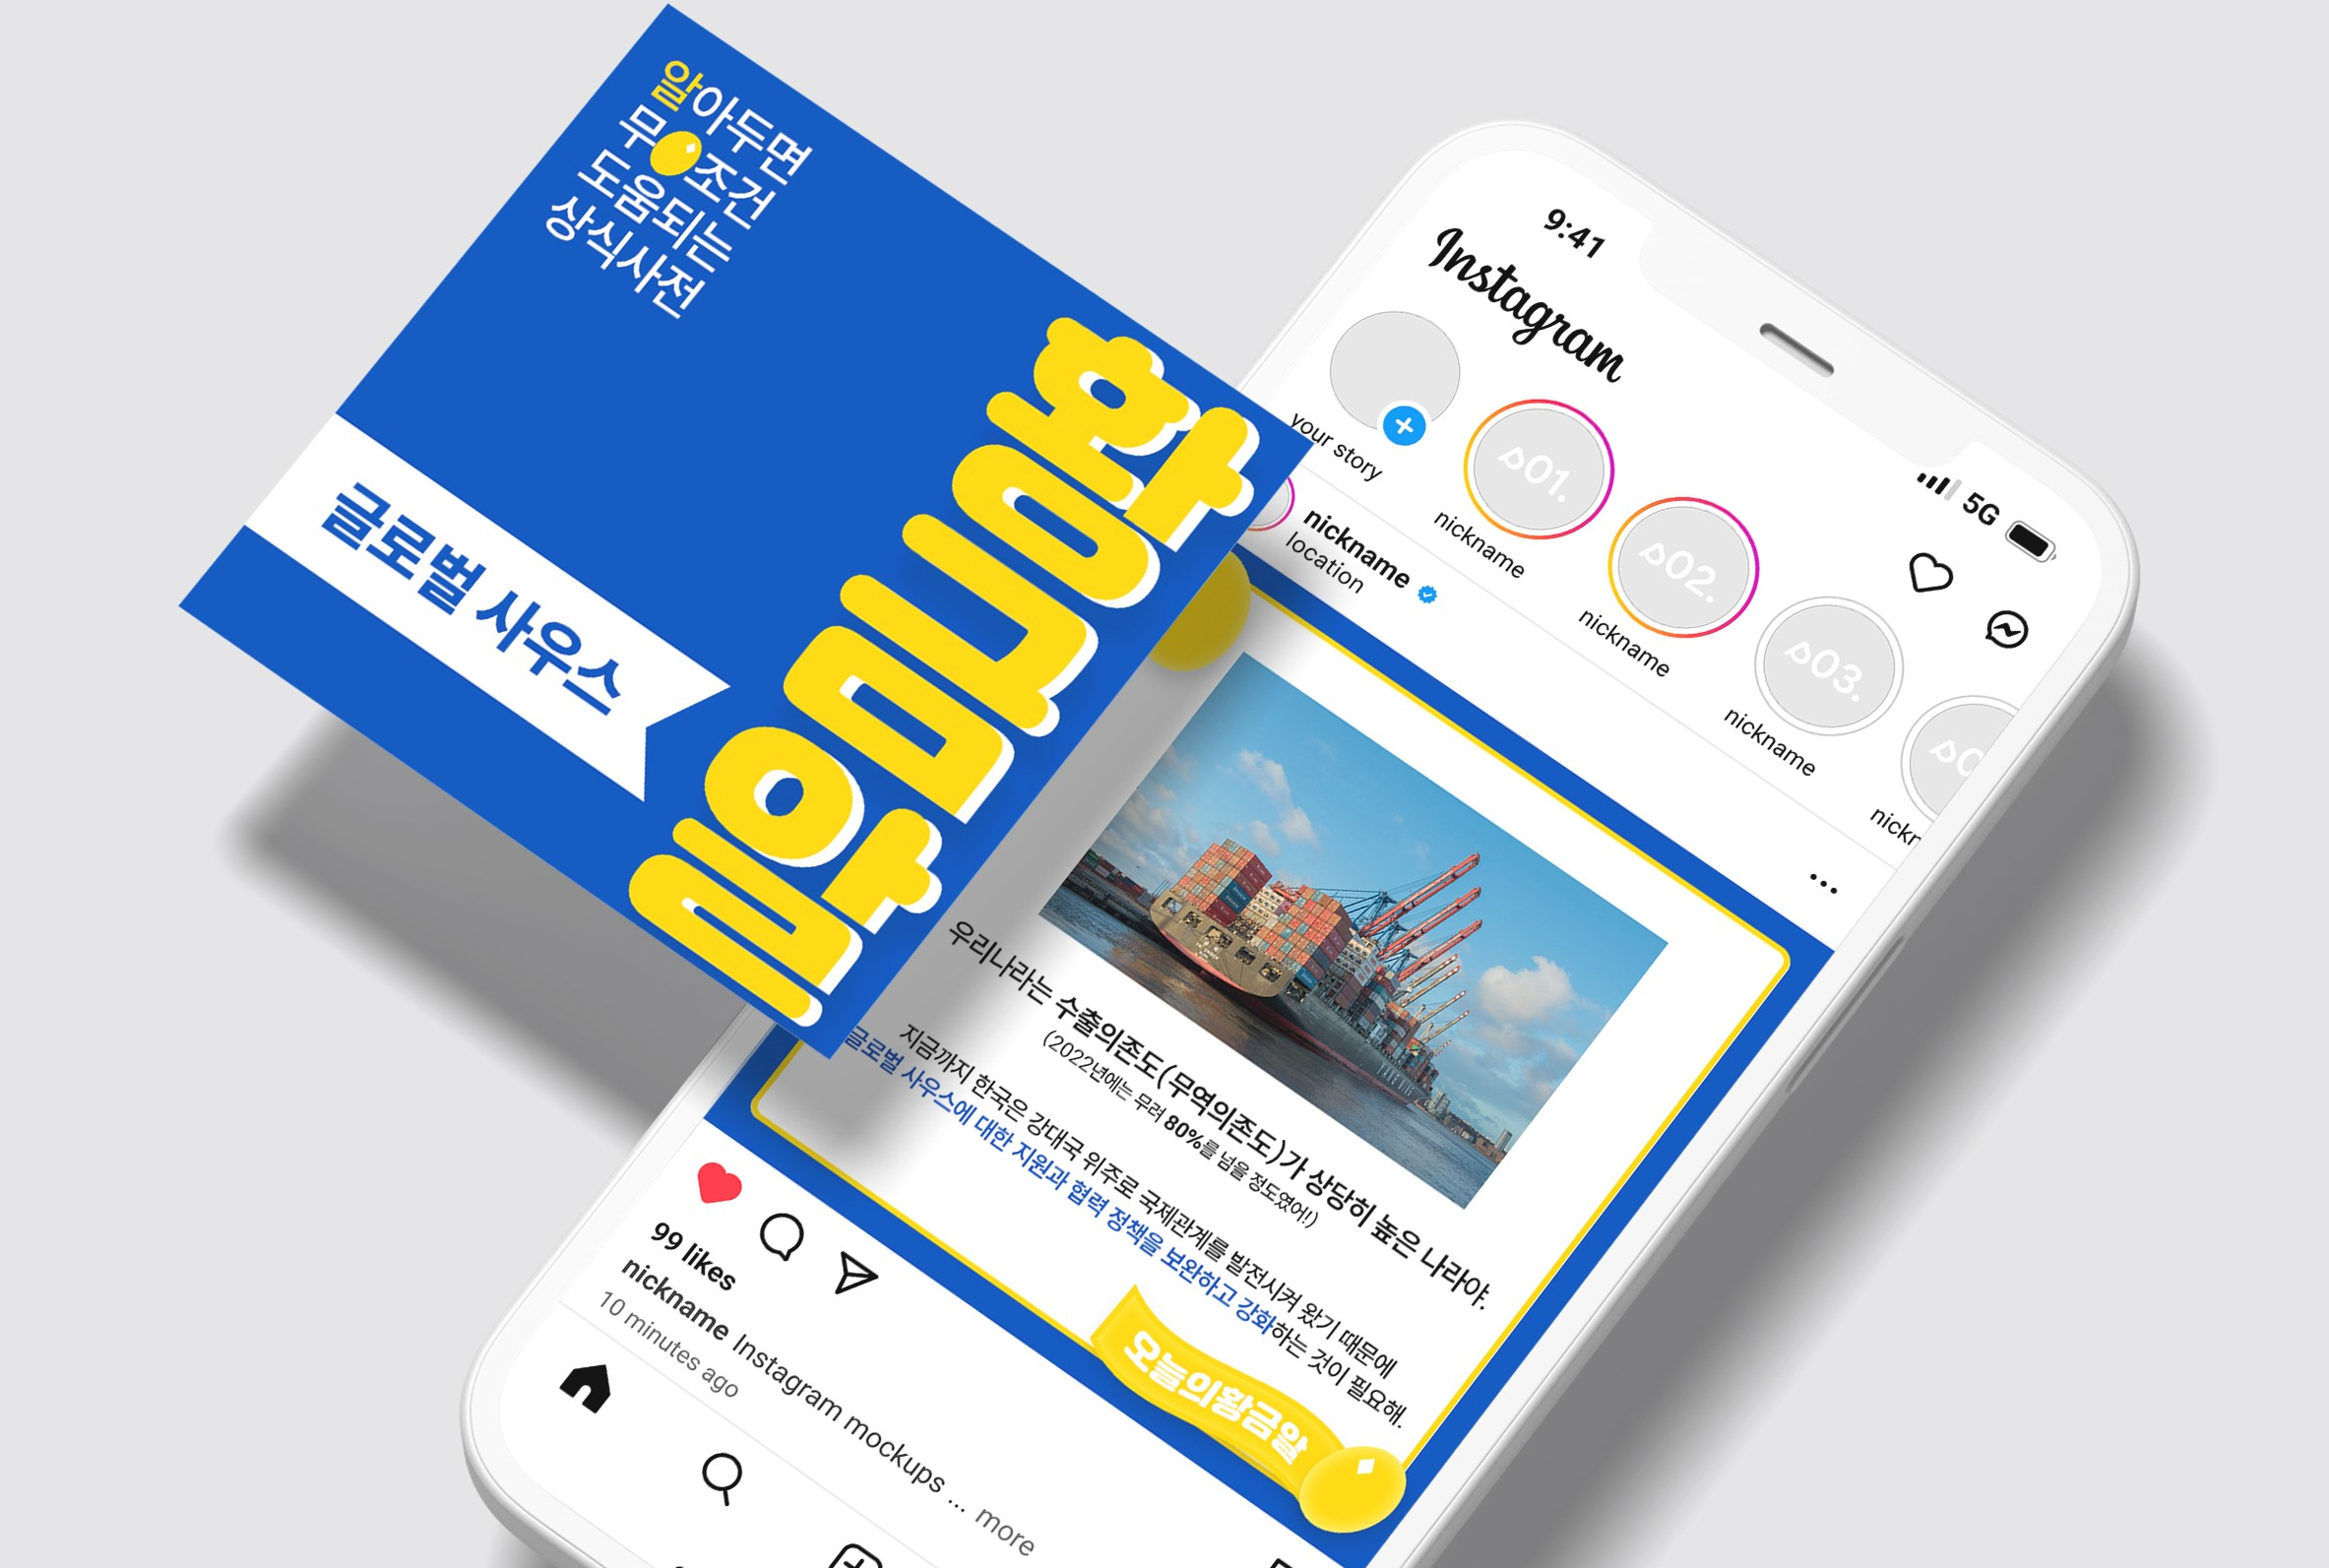 알아두면
무조건
도움되는
상식사전
황금알
글로벌 사우스
9:41
5G
Instagram
your story
nickname
nickname
nickname
nickn
01.
02.
03.
0
nickname
location
우리나라는 수출의존도(무역의존도)가 상당히 높은 나라야.
(2022년에는 무려 80%를 넘을 정도였어!)
지금까지 한국은 강대국 위주로 국제관계를 발전시켜 왔기 때문에
글로벌 사우스에 대한 지원과 협력 정책을 보완하고 강화하는 것이 필요해.
오늘의황금알
99 likes
nickname Instagram mockups ... more
10 minutes ago